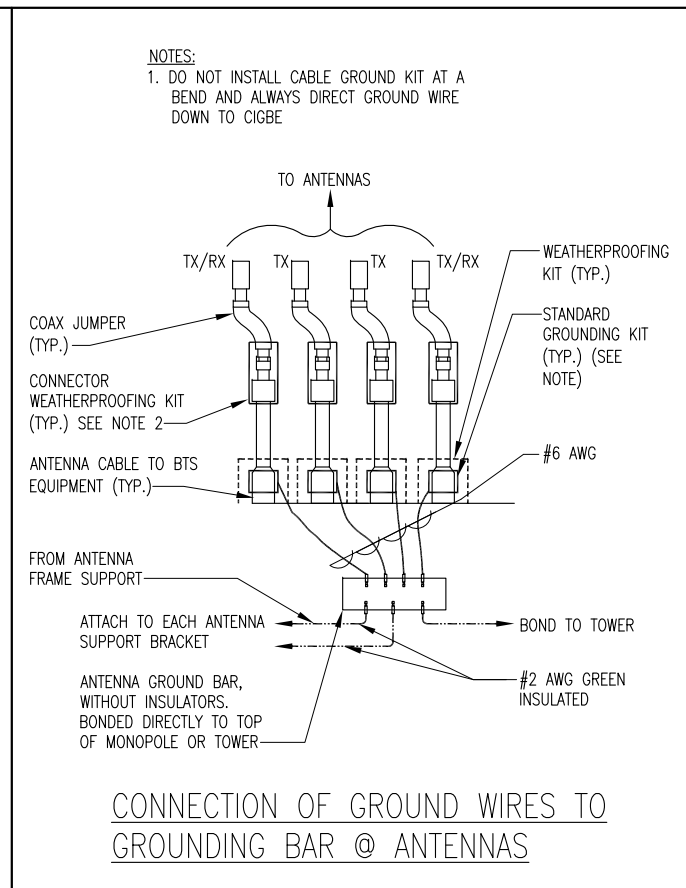 NOTES:
1. DO NOT INSTALL CABLE GROUND KIT AT A
BEND AND ALWAYS DIRECT GROUND WIRE
DOWN TO CIGBE
TO ANTENNAS
TX/RX TX TX TX/RX
WEATHERPROOFING
KIT (TYP.)
COAX JUMPER
(TYP.)
STANDARD
GROUNDING KIT
(TYP.) (SEE
NOTE)
CONNECTOR
WEATHERPROOFING KIT
(TYP.) SEE NOTE 2
ANTENNA CABLE TO BTS
EQUIPMENT (TYP.)
#6 AWG
FROM ANTENNA
FRAME SUPPORT
ATTACH TO EACH ANTENNA
SUPPORT BRACKET
BOND TO TOWER
ANTENNA GROUND BAR,
WITHOUT INSULATORS.
BONDED DIRECTLY TO TOP
OF MONOPOLE OR TOWER
#2 AWG GREEN
INSULATED
CONNECTION OF GROUND WIRES TO
GROUNDING BAR @ ANTENNAS